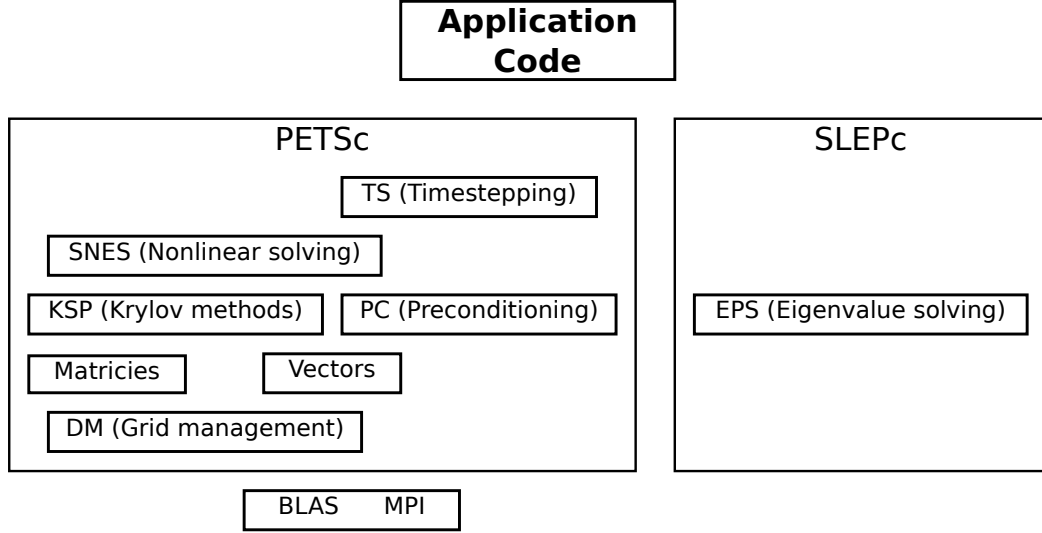 Application
Code
PETSc
TS (Timestepping)
SNES (Nonlinear solving)
KSP (Krylov methods)
PC (Preconditioning)
Matricies
Vectors
DM (Grid management)
SLEPc
EPS (Eigenvalue solving)
BLAS MPI